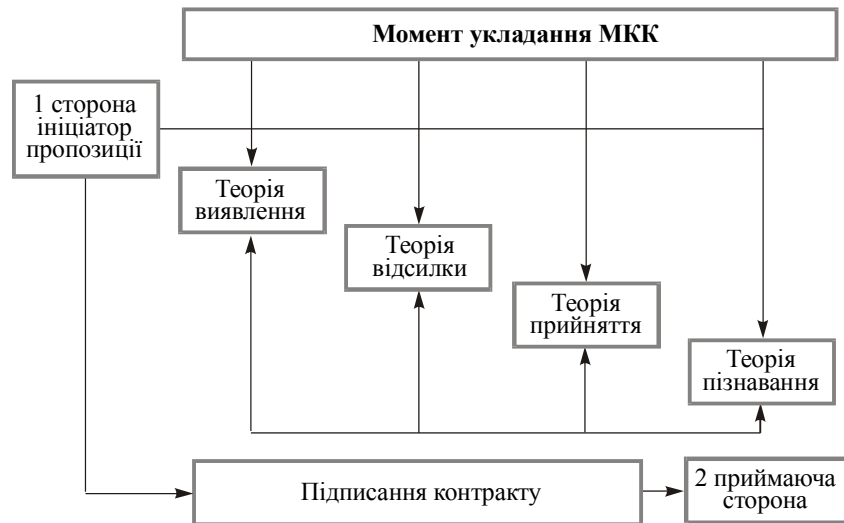 Момент укладання МКК
1 сторона
ініціатор
пропозиції
Теорія
виявлення
Теорія
відсилки
Теорія
прийняття
Теорія
пізнавання
Підписання контракту
2 приймаюча
сторона